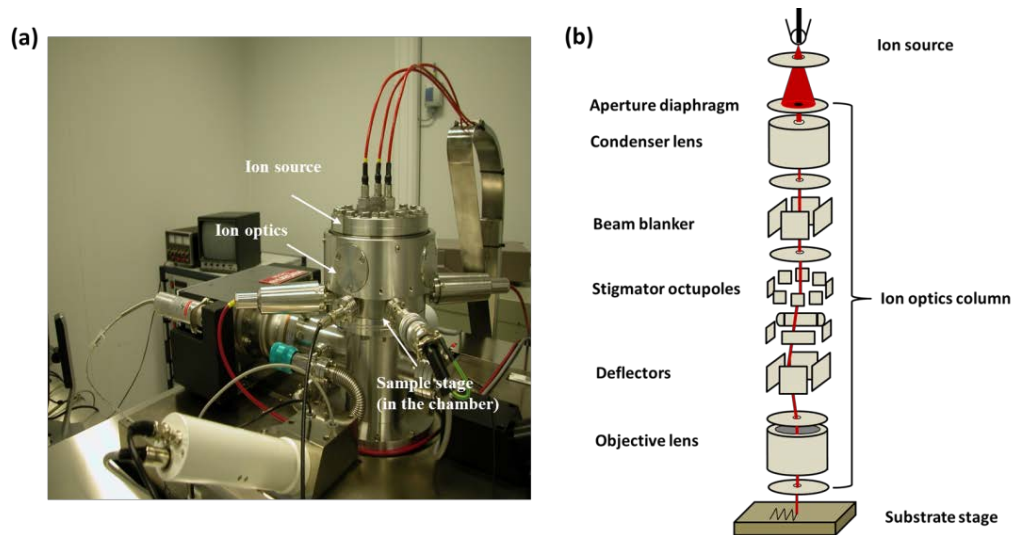 (a)
Ion source
Ion optics
Sample stage
(in the chamber)
(b)
Ion source
Aperture diaphragm
Condenser lens
Beam blanker
Stigmator octupoles
Ion optics column
Deflectors
Objective lens
Substrate stage